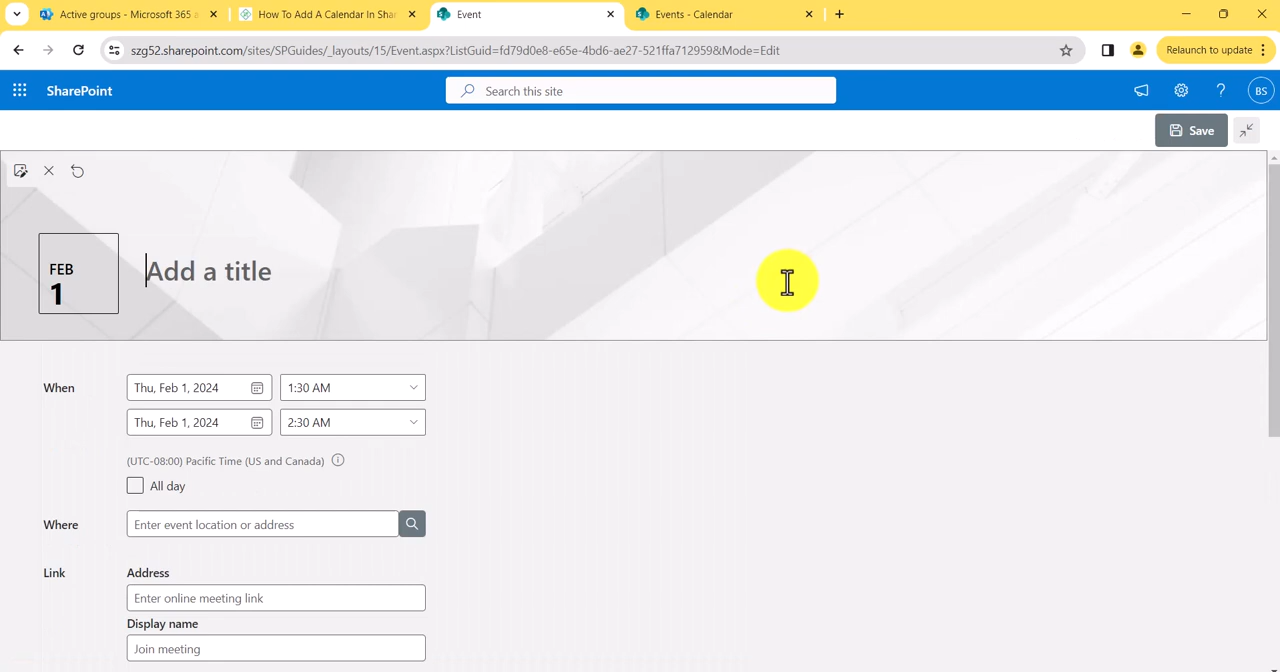 Active groups - Microsoft 365 a
How To Add A Calendar In Shar
Event
Events - Calendar
szg52.sharepoint.com/sites/SPGuides/_layouts/15/Event.aspx?ListGuid=fd79d0e8-e65e-4bd6-ae27-521ffa712959&Mode=Edit
Relaunch to update
SharePoint
Search this site
BS
Save
FEB
1
Add a title
When
Thu, Feb 1, 2024
1:30 AM
Thu, Feb 1, 2024
2:30 AM
(UTC-08:00) Pacific Time (US and Canada)
All day
Where
Enter event location or address
Link
Address
Enter online meeting link
Display name
Join meeting